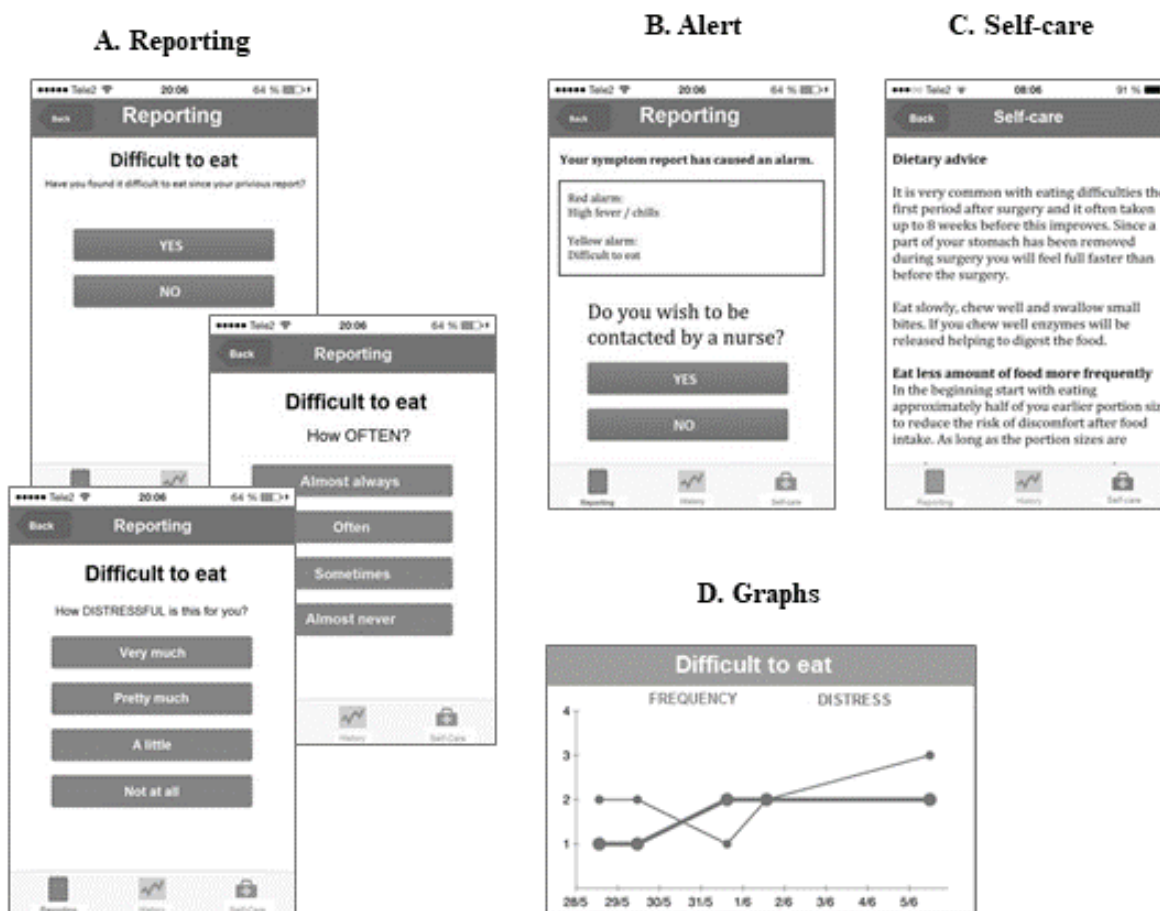 A. Reporting
Tele2 20:06 64 %
Back Reporting
Difficult to eat
Have you found it difficult to eat since your privious report?
YES
NO
Tele2 20:06 64 %
Back Reporting
Difficult to eat
How OFTEN?
Almost always
Often
Sometimes
Almost never
History Self-Care
Tele2 20:06 64 %
Back Reporting
Difficult to eat
How DISTRESSFUL is this for you?
Very much
Pretty much
A little
Not at all
Reporting History Self-Care
B. Alert
Tele2 20:06 64 %
Back Reporting
Your symptom report has caused an alarm.
Red alarm:
High fever / chills
Yellow alarm:
Difficult to eat
Do you wish to be
contacted by a nurse?
YES
NO
Reporting History Self-care
C. Self-care
Tele2 08:06 91 %
Back Self-care
Dietary advice
It is very common with eating difficulties the
first period after surgery and it often taken
up to 8 weeks before this improves. Since a
part of your stomach has been removed
during surgery you will feel full faster than
before the surgery.
Eat slowly, chew well and swallow small
bites. If you chew well enzymes will be
released helping to digest the food.
Eat less amount of food more frequently
In the beginning start with eating
approximately half of you earlier portion siz
to reduce the risk of discomfort after food
intake. As long as the portion sizes are
Reporting History Self-care
D. Graphs
Difficult to eat
FREQUENCY DISTRESS
4
3
2
1
28/5 29/5 30/5 31/5 1/6 2/6 3/6 4/6 5/6